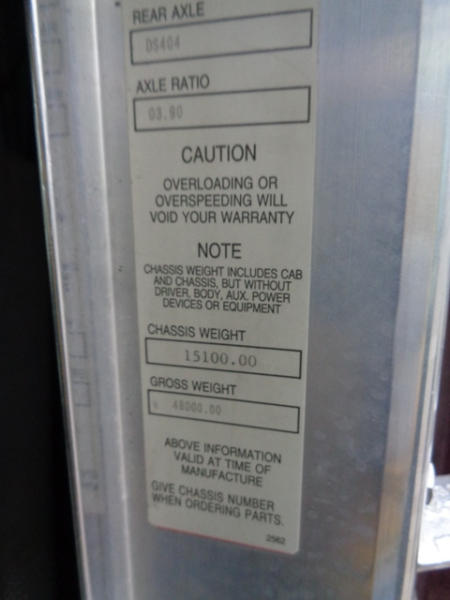 REAR AXLE
DS404
AXLE RATIO
03.90
CAUTION
OVERLOADING OR
OVERSPEEDING WILL
VOID YOUR WARRANTY
NOTE
CHASSIS WEIGHT INCLUDES CAB
AND CHASSIS, BUT WITHOUT
DRIVER, BODY, AUX. POWER
DEVICES OR EQUIPMENT
CHASSIS WEIGHT
15100.00
GROSS WEIGHT
48000.00
ABOVE INFORMATION
VALID AT TIME OF
MANUFACTURE
GIVE CHASSIS NUMBER
WHEN ORDERING PARTS.
2562